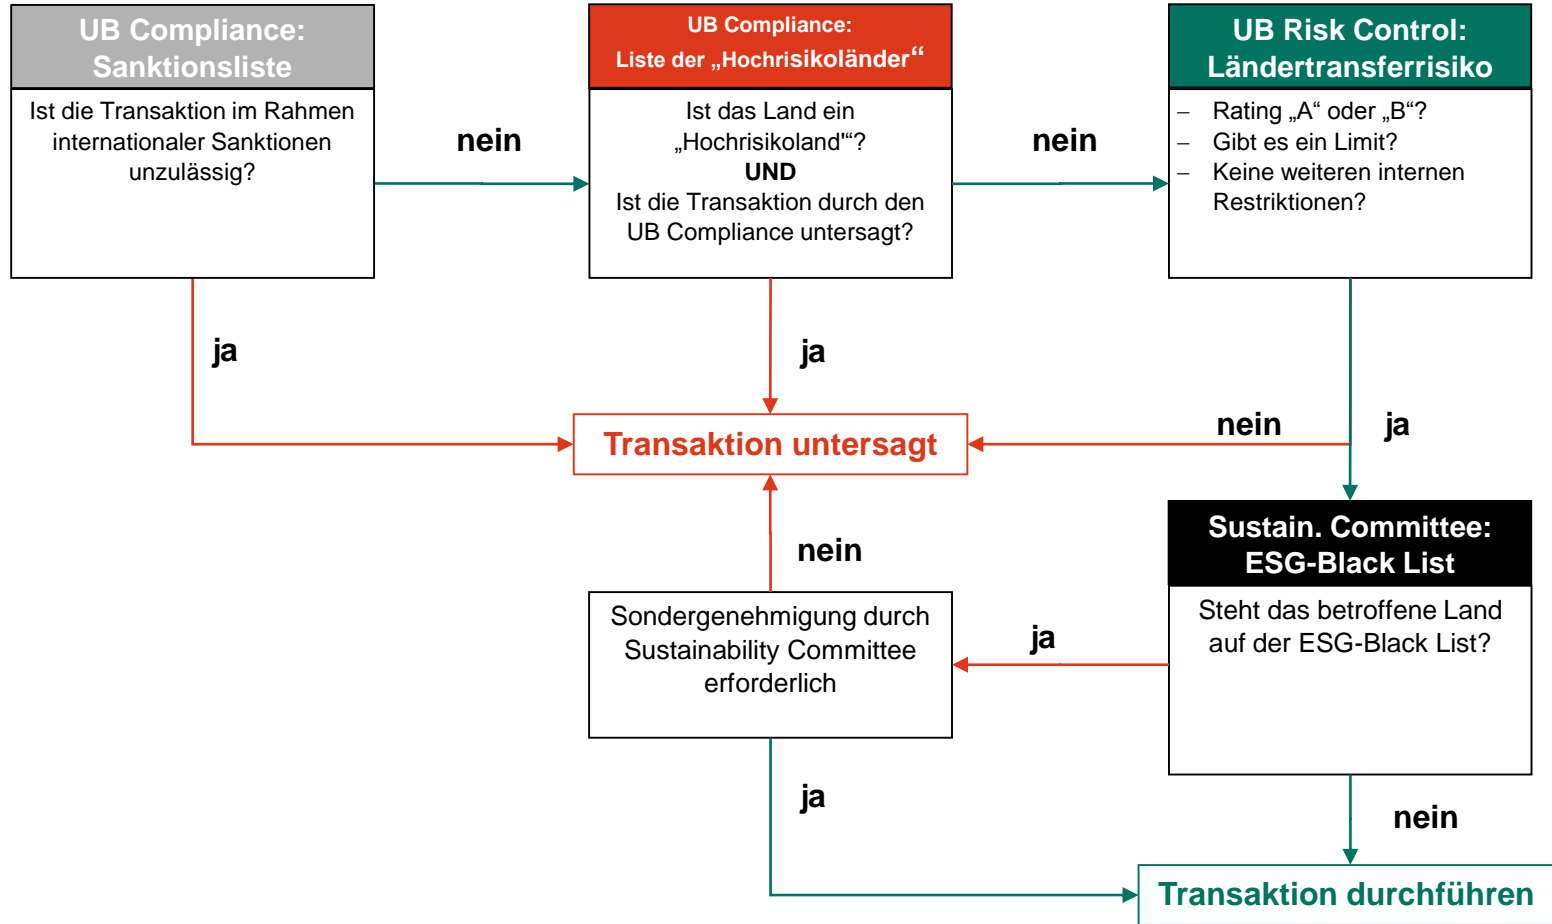 UB Compliance:
Sanktionsliste
Ist die Transaktion im Rahmen
internationaler Sanktionen
unzulässig?
nein
UB Compliance:
Liste der „Hochrisikoländer“
Ist das Land ein
„Hochrisikoland'“?
UND
Ist die Transaktion durch den
UB Compliance untersagt?
nein
UB Risk Control:
Ländertransferrisiko
– Rating „A“ oder „B“?
– Gibt es ein Limit?
– Keine weiteren internen
Restriktionen?
ja
ja
Transaktion untersagt
nein
ja
nein
Sustain. Committee:
ESG-Black List
Steht das betroffene Land
auf der ESG-Black List?
ja
Sondergenehmigung durch
Sustainability Committee
erforderlich
ja
nein
Transaktion durchführen